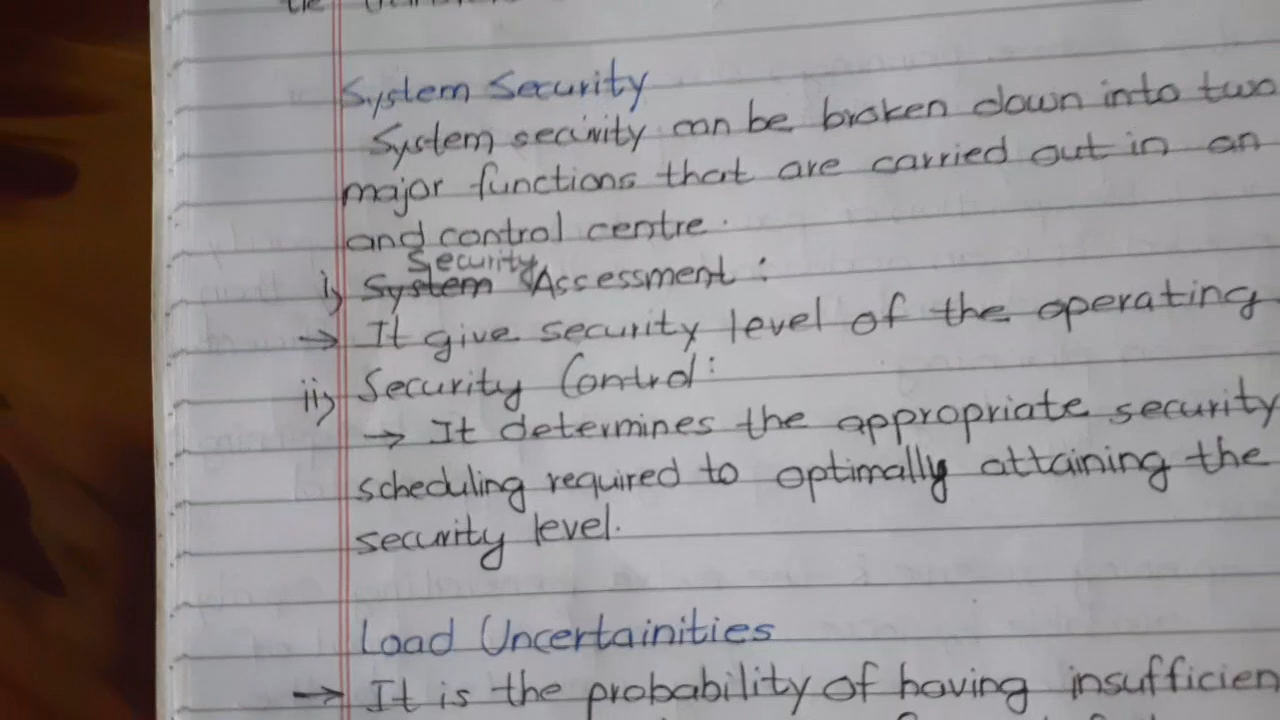 System Security
System security can be broken down into two
major functions that are carried out in an
and control centre.
Security
i) System Assessment :
→ It give security level of the operating
ii) Security Control :
→ It determines the appropriate security
scheduling required to optimally attaining the
security level.
Load Uncertainities
→ It is the probability of having insufficien